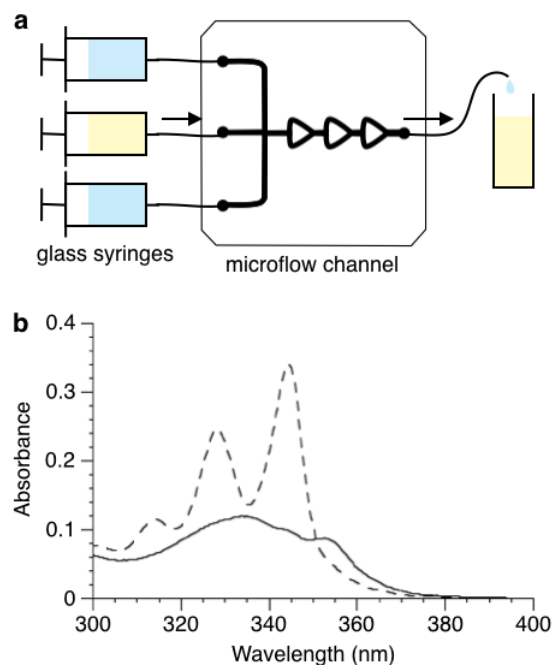 a
glass syringes
microflow channel
b
0.4
0.3
0.2
0.1
0
Absorbance
300 320 340 360 380 400
Wavelength (nm)